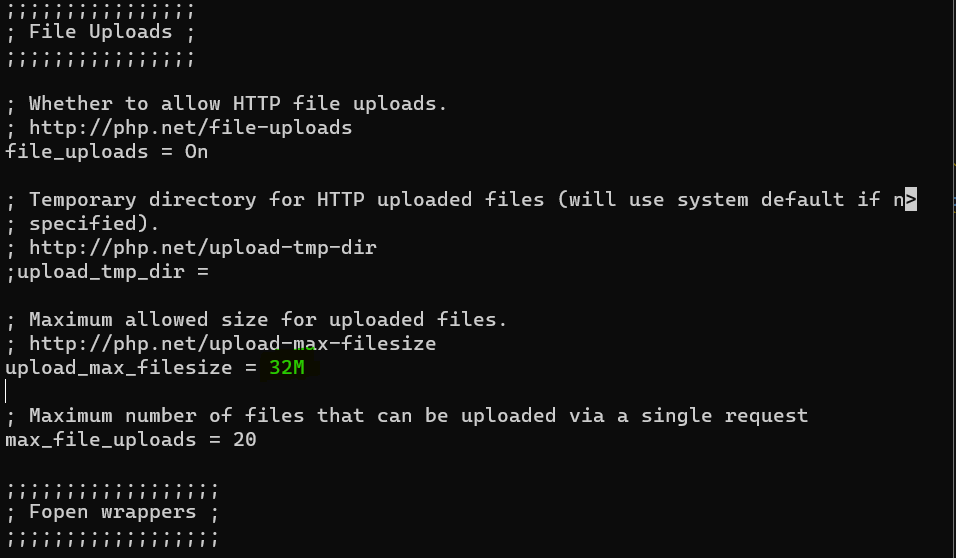 ;;;;;;;;;;;;;;;;
; File Uploads ;
;;;;;;;;;;;;;;;;
; Whether to allow HTTP file uploads.
; http://php.net/file-uploads
file_uploads = On
; Temporary directory for HTTP uploaded files (will use system default if n>
; specified).
; http://php.net/upload-tmp-dir
;upload_tmp_dir =
; Maximum allowed size for uploaded files.
; http://php.net/upload-max-filesize
upload_max_filesize = 32M
; Maximum number of files that can be uploaded via a single request
max_file_uploads = 20
;;;;;;;;;;;;;;;;;;
; Fopen wrappers ;
;;;;;;;;;;;;;;;;;;